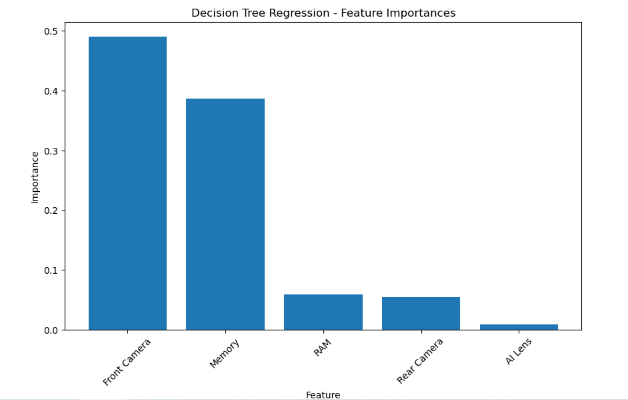 Decision Tree Regression - Feature Importances
0.5
0.4
0.3
0.2
0.1
0.0
Importance
Front Camera
Memory
RAM
Rear Camera
AI Lens
Feature